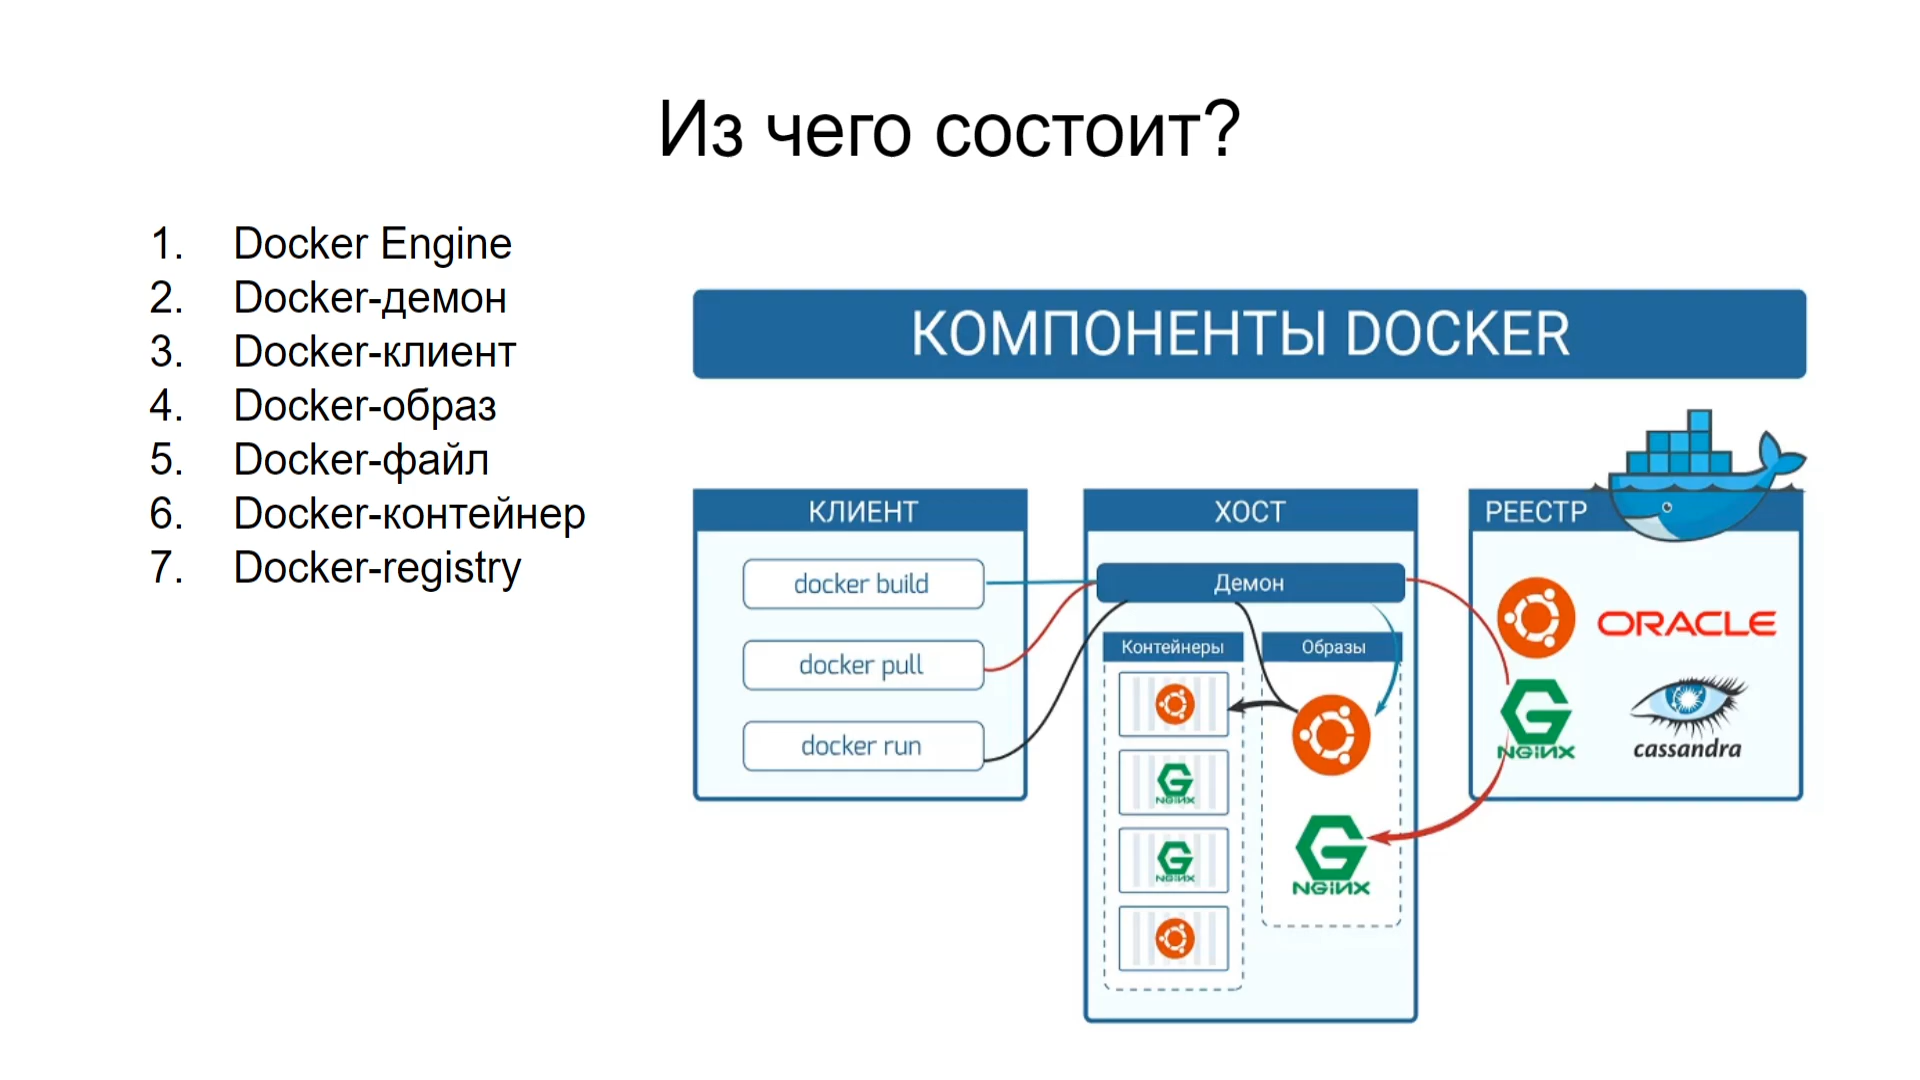 Из чего состоит?
1. Docker Engine
2. Docker-демон
3. Docker-клиент
4. Docker-образ
5. Docker-файл
6. Docker-контейнер
7. Docker-registry
КОМПОНЕНТЫ DOCKER
КЛИЕНТ
docker build
docker pull
docker run
ХОСТ
Демон
Контейнеры
NGiNX
NGiNX
Образы
NGiNX
РЕЕСТР
ORACLE
NGiNX
cassandra